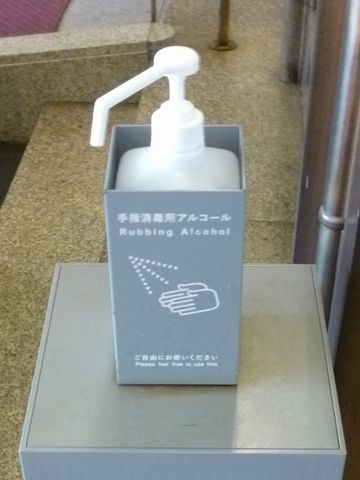 手指消毒用アルコール
Rubbing Alcohol
ご自由にお使いください
Please feel free to use this